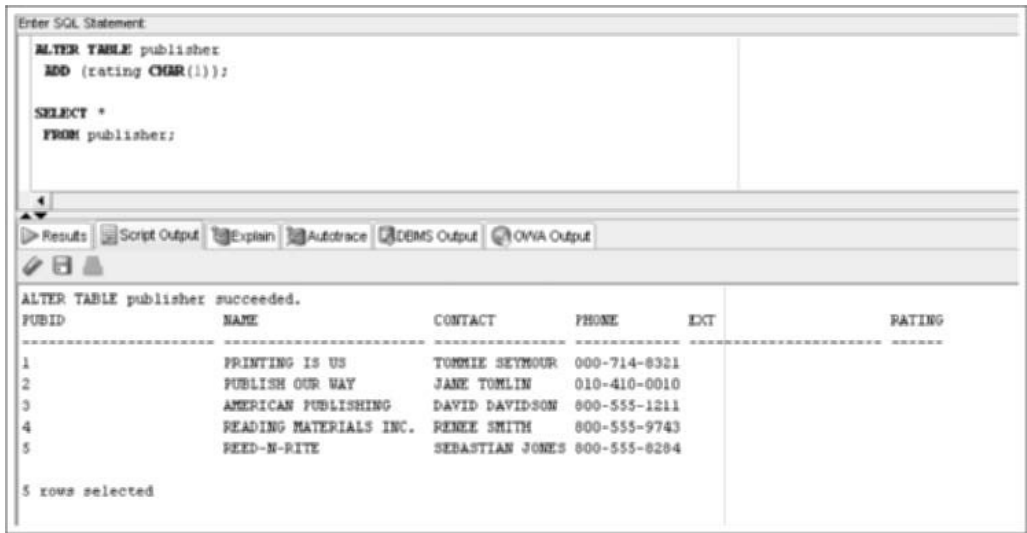 Enter SQL Statement:
ALTER TABLE publisher
ADD (rating CHAR(1));
SELECT *
FROM publisher;
Results Script Output Explain Autotrace DBMS Output OWA Output
ALTER TABLE publisher succeeded.
PUBID NAME CONTACT PHONE EXT RATING
---------------------- ----------------------- --------------- ------------ ---------------------- ------
1 PRINTING IS US TOMMIE SEYMOUR 000-714-8321
2 PUBLISH OUR WAY JANE TOMLIN 010-410-0010
3 AMERICAN PUBLISHING DAVID DAVIDSON 800-555-1211
4 READING MATERIALS INC. RENEE SMITH 800-555-9743
5 REED-N-RITE SEBASTIAN JONES 800-555-8284
5 rows selected